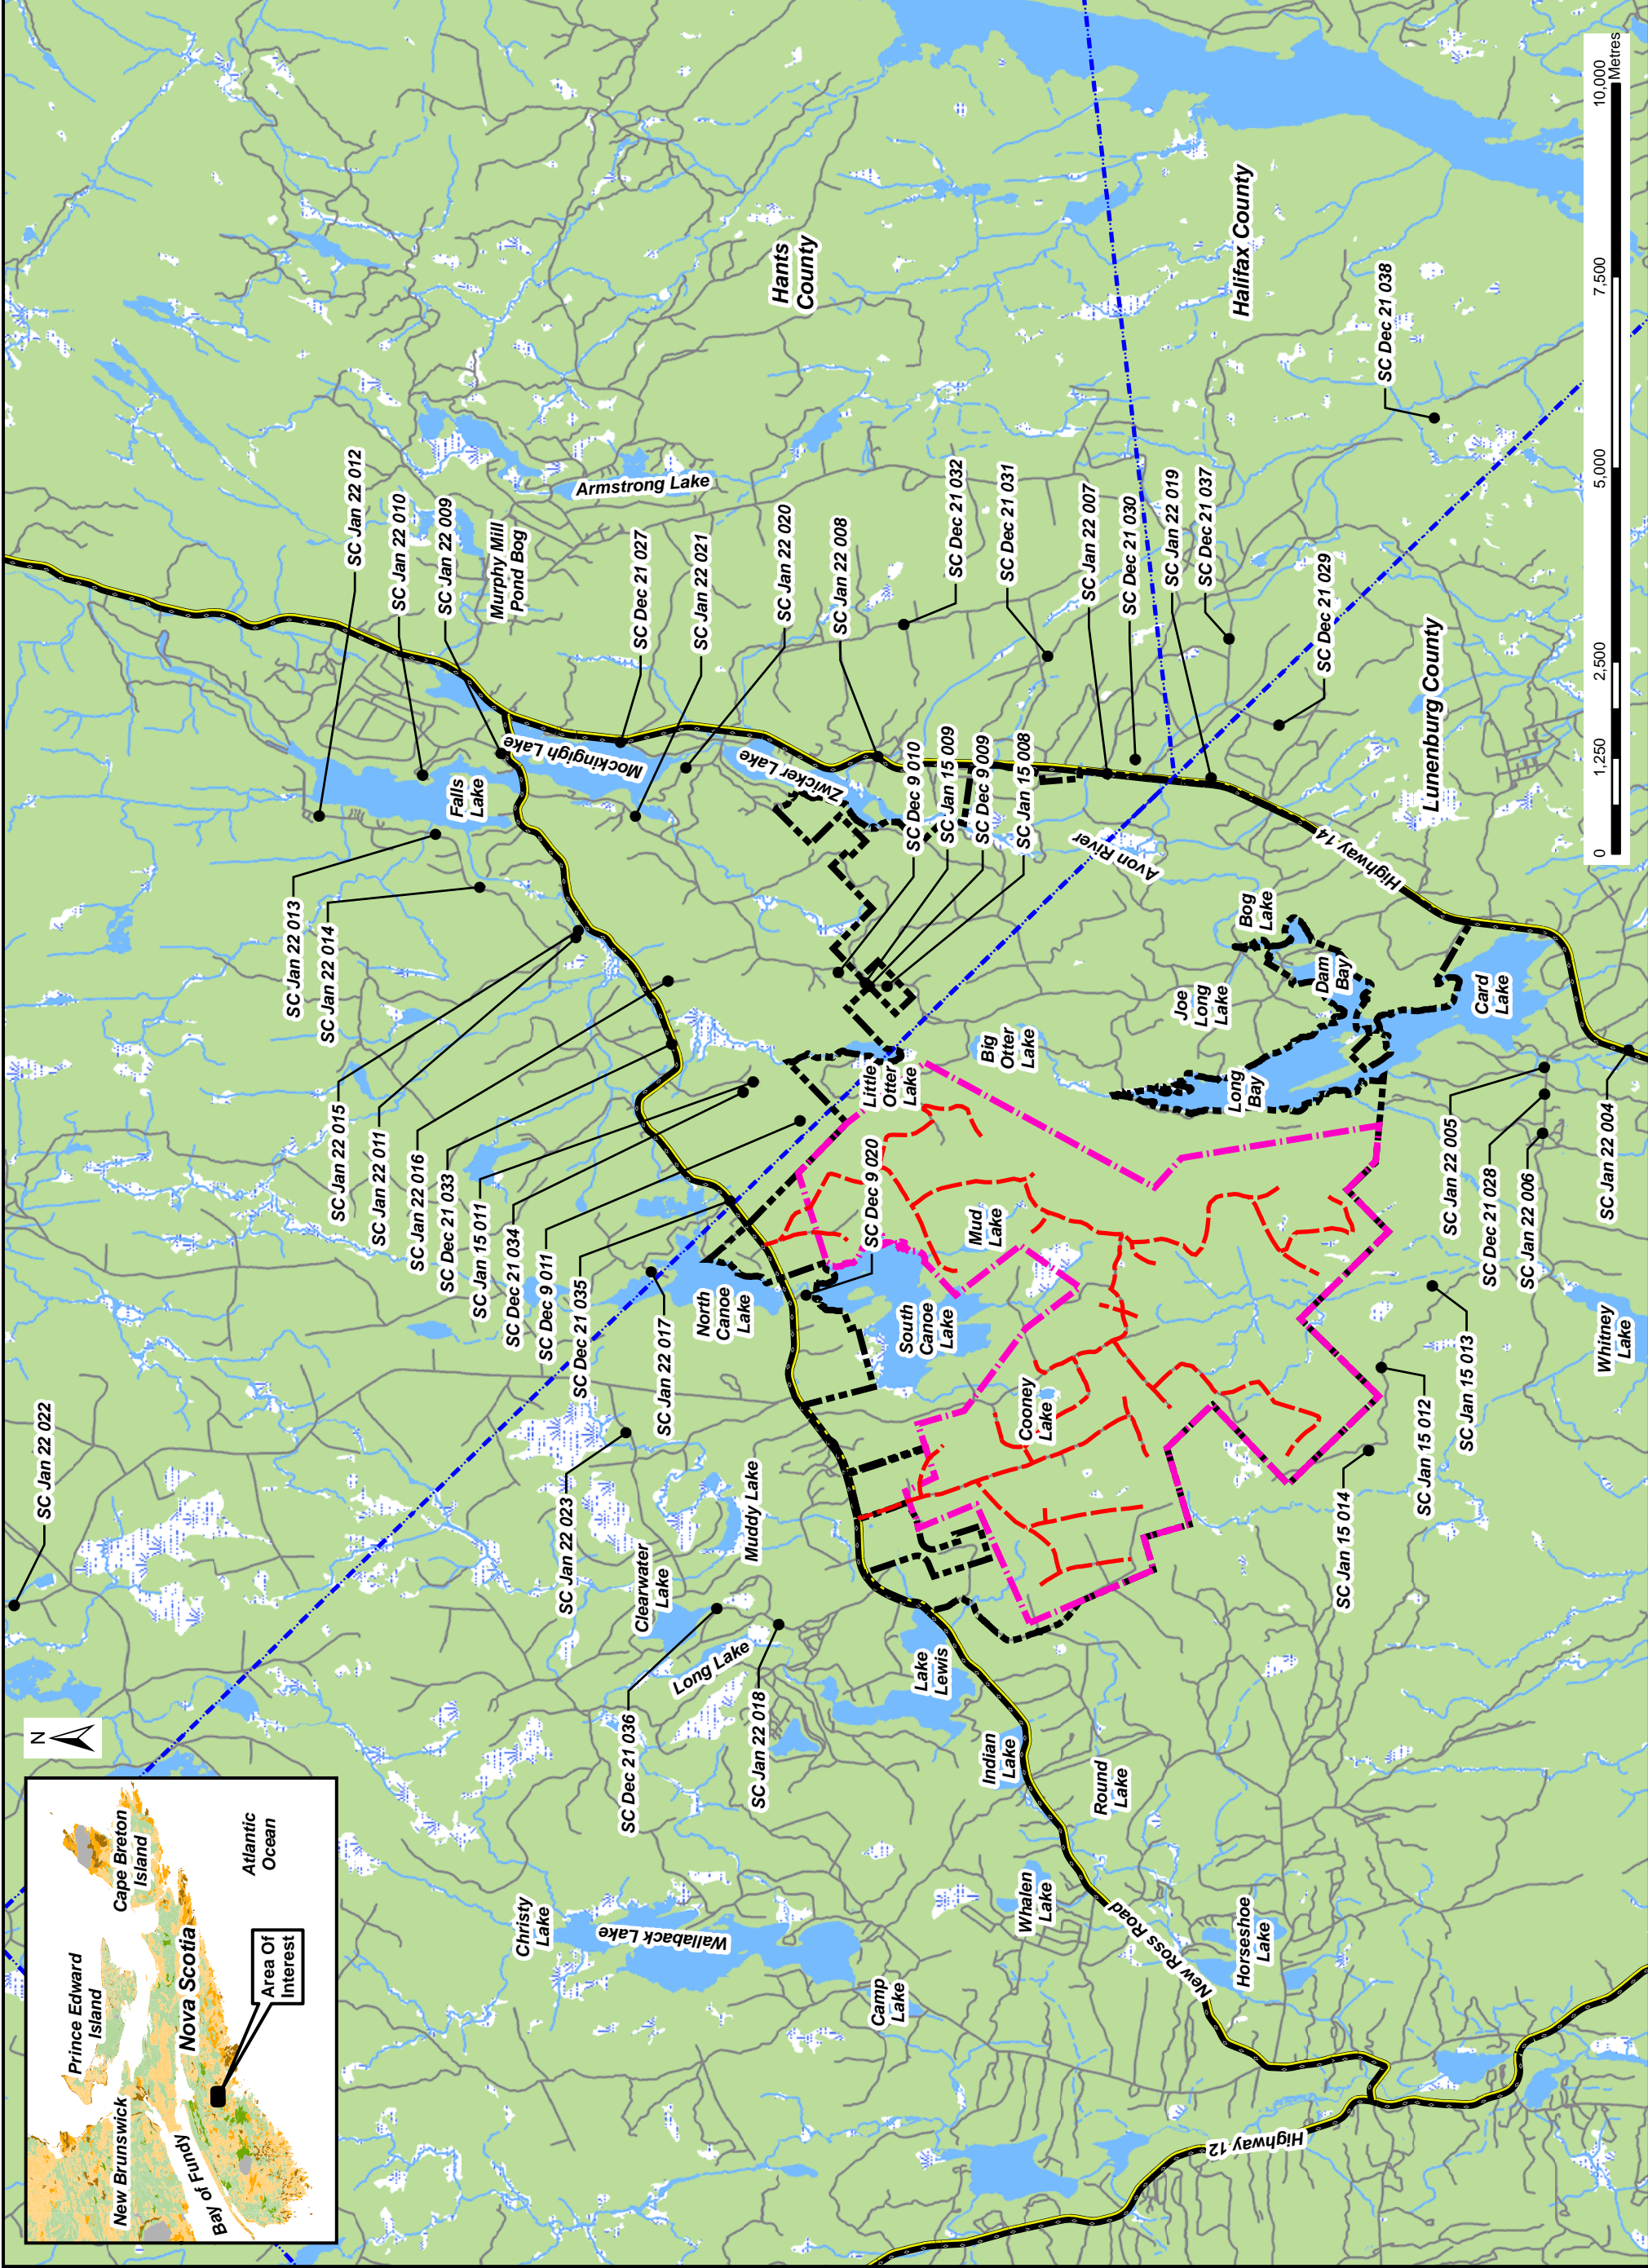 Prince Edward
Island
Cape Breton
Island
New Brunswick
Nova Scotia
Bay of Fundy
Atlantic
Ocean
Area Of
Interest
N
SC Jan 22 022
SC Jan 22 013
SC Jan 22 014
SC Jan 22 012
SC Jan 22 010
SC Jan 22 009
Murphy Mill
Pond Bog
Armstrong Lake
Falls
Lake
Mockingigh Lake
SC Jan 22 015
SC Jan 22 011
SC Jan 22 016
SC Dec 21 033
SC Jan 15 011
SC Dec 21 034
SC Dec 9 011
SC Dec 21 035
SC Dec 21 027
SC Jan 22 021
SC Jan 22 020
SC Jan 22 008
Hants
County
Christy
Lake
Wallaback Lake
SC Jan 22 023
Clearwater
Lake
SC Dec 21 036
Long Lake
SC Jan 22 018
Muddy Lake
SC Jan 22 017
North
Canoe
Lake
Zwicker Lake
SC Dec 9 010
SC Jan 15 009
SC Dec 9 009
SC Jan 15 008
SC Dec 21 032
SC Dec 21 031
Camp
Lake
Lake
Lewis
SC Dec 9 020
South
Canoe
Lake
Little
Otter
Lake
Big
Otter
Lake
Mud
Lake
Indian
Lake
Cooney
Lake
Whalen
Lake
Round
Lake
Avon River
SC Jan 22 007
SC Dec 21 030
SC Jan 22 019
SC Dec 21 037
Halifax County
New Ross Road
Horseshoe
Lake
Joe
Long
Lake
Bog
Lake
Long
Bay
Dam
Bay
SC Dec 21 029
Highway 14
SC Dec 21 038
Highway 12
SC Jan 15 014
SC Jan 15 012
SC Jan 15 013
Lunenburg County
Card
Lake
SC Jan 22 005
SC Dec 21 028
SC Jan 22 006
SC Jan 22 004
Whitney
Lake
0 1,250 2,500 5,000 7,500 10,000
Metres